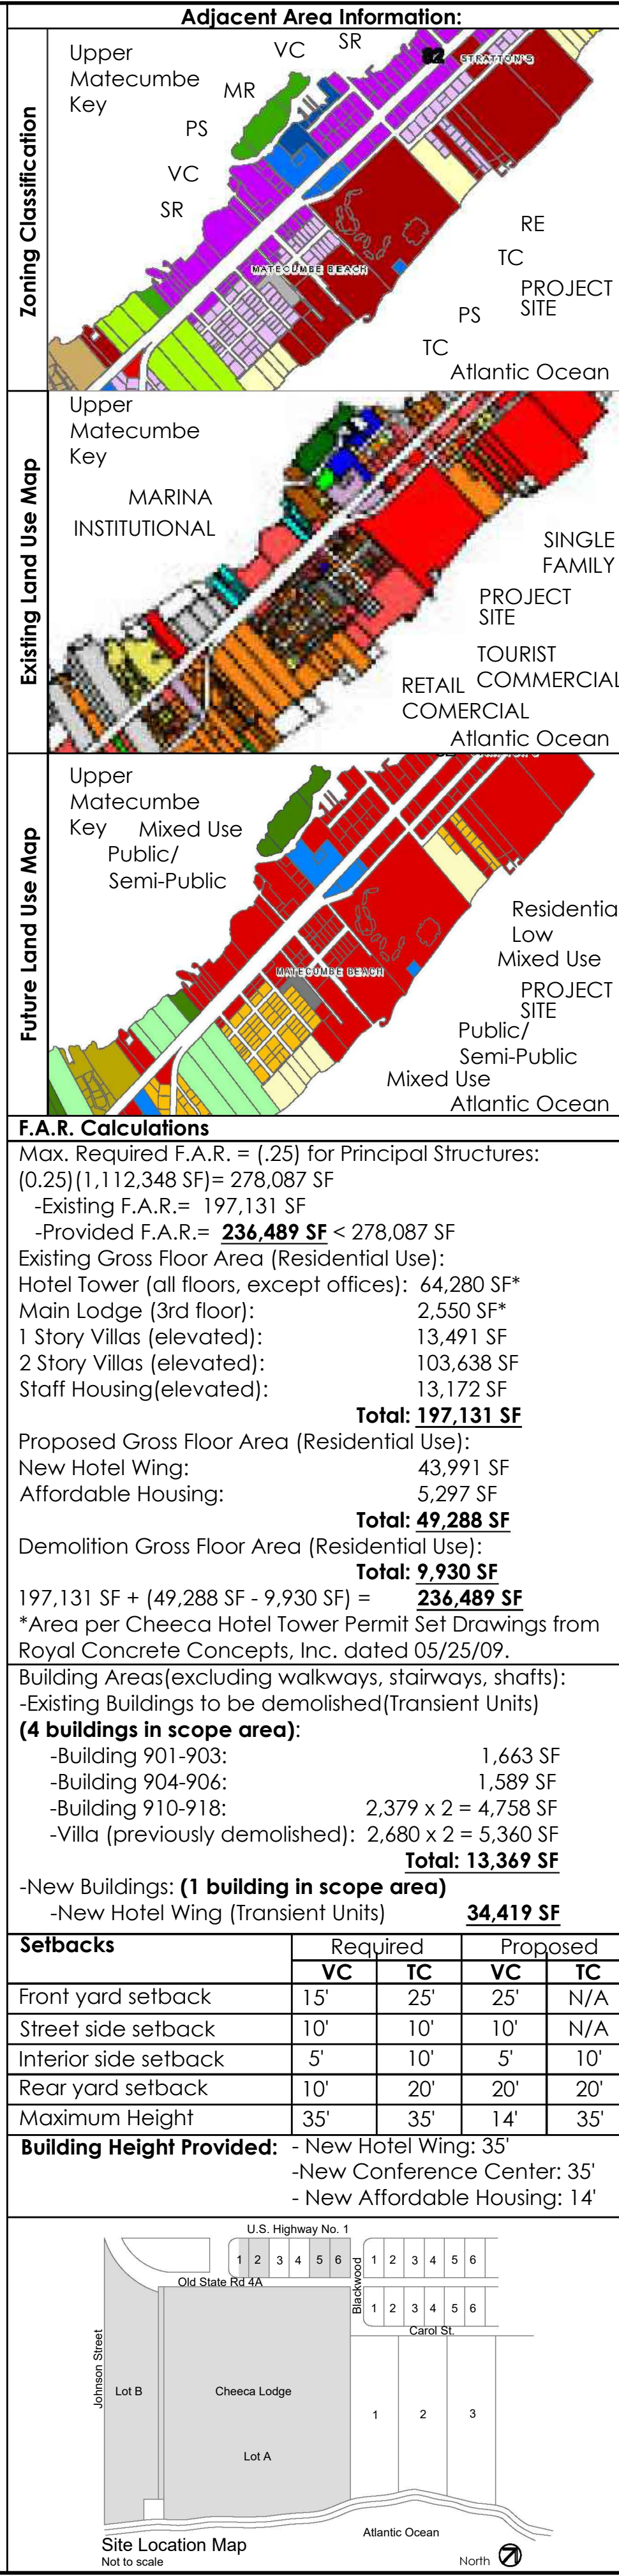 Adjacent Area Information:
Zoning Classification
Upper
Matecumbe
Key
VC
SR
MR
PS
VC
SR
82
STRATTON'S
MATECUMBE BEACH
RE
TC
PROJECT
SITE
PS
TC
Atlantic Ocean
Existing Land Use Map
Upper
Matecumbe
Key
MARINA
INSTITUTIONAL
SINGLE
FAMILY
PROJECT
SITE
TOURIST
COMMERCIAL
RETAIL
COMERCIAL
Atlantic Ocean
Future Land Use Map
Upper
Matecumbe
Key
Mixed Use
Public/
Semi-Public
MATECUMBE BEACH
Residentia
Low
Mixed Use
PROJECT
SITE
Public/
Semi-Public
Mixed Use
Atlantic Ocean
F.A.R. Calculations
Max. Required F.A.R. = (.25) for Principal Structures:
(0.25)(1,112,348 SF)= 278,087 SF
-Existing F.A.R.= 197,131 SF
-Provided F.A.R.= 236,489 SF < 278,087 SF
Existing Gross Floor Area (Residential Use):
Hotel Tower (all floors, except offices): 64,280 SF*
Main Lodge (3rd floor): 2,550 SF*
1 Story Villas (elevated): 13,491 SF
2 Story Villas (elevated): 103,638 SF
Staff Housing(elevated): 13,172 SF
Total: 197,131 SF
Proposed Gross Floor Area (Residential Use):
New Hotel Wing: 43,991 SF
Affordable Housing: 5,297 SF
Total: 49,288 SF
Demolition Gross Floor Area (Residential Use):
Total: 9,930 SF
197,131 SF + (49,288 SF - 9,930 SF) = 236,489 SF
*Area per Cheeca Hotel Tower Permit Set Drawings from
Royal Concrete Concepts, Inc. dated 05/25/09.
Building Areas(excluding walkways, stairways, shafts):
-Existing Buildings to be demolished(Transient Units)
(4 buildings in scope area):
-Building 901-903: 1,663 SF
-Building 904-906: 1,589 SF
-Building 910-918: 2,379 x 2 = 4,758 SF
-Villa (previously demolished): 2,680 x 2 = 5,360 SF
Total: 13,369 SF
-New Buildings: (1 building in scope area)
-New Hotel Wing (Transient Units) 34,419 SF
Setbacks Required Proposed
VC TC VC TC
Front yard setback 15' 25' 25' N/A
Street side setback 10' 10' 10' N/A
Interior side setback 5' 10' 5' 10'
Rear yard setback 10' 20' 20' 20'
Maximum Height 35' 35' 14' 35'
Building Height Provided: - New Hotel Wing: 35'
-New Conference Center: 35'
- New Affordable Housing: 14'
U.S. Highway No. 1
1 2 3 4 5 6 1 2 3 4 5 6
Old State Rd 4A
Blackwood
1 2 3 4 5 6
Carol St.
Johnson Street
Lot B
Cheeca Lodge
Lot A
1 2 3
Atlantic Ocean
Site Location Map
Not to scale
North